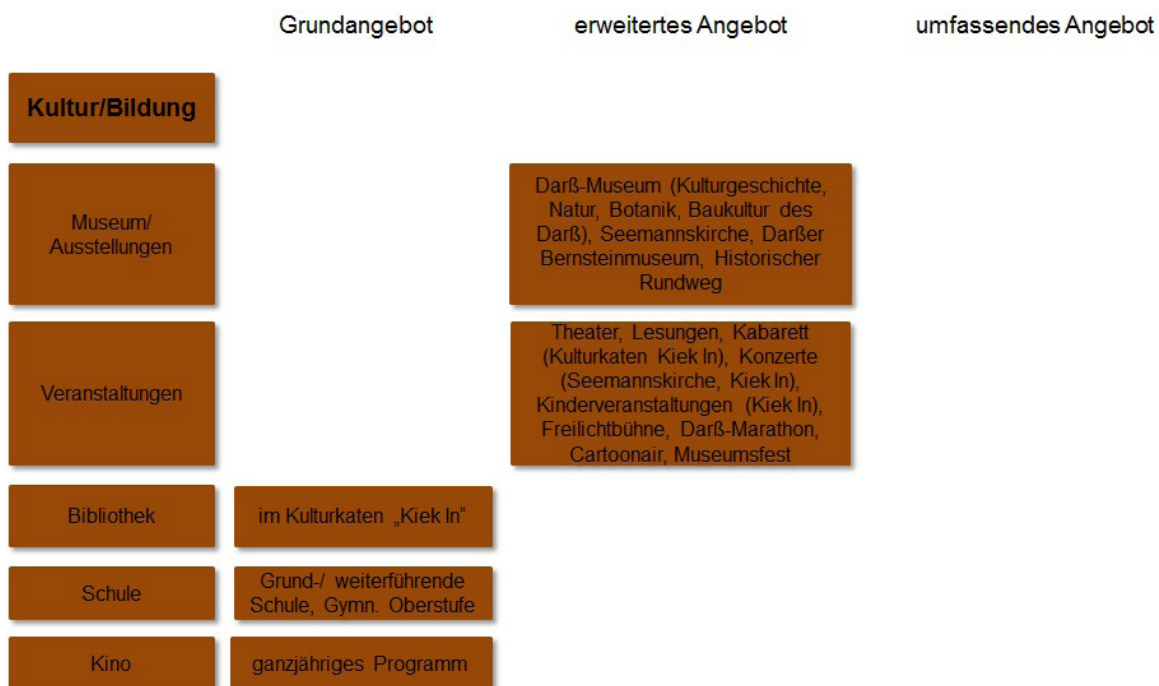 Grundangebot erweitertes Angebot umfassendes Angebot
Kultur/Bildung
Museum/
Ausstellungen
Darß-Museum (Kulturgeschichte,
Natur, Botanik, Baukultur des
Darß), Seemannskirche, Darßer
Bernsteinmuseum, Historischer
Rundweg
Veranstaltungen
Theater, Lesungen, Kabarett
(Kulturkaten Kiek In), Konzerte
(Seemannskirche, Kiek In),
Kinderveranstaltungen (Kiek In),
Freilichtbühne, Darß-Marathon,
Cartoonair, Museumsfest
Bibliothek
im Kulturkaten „Kiek In“
Schule
Grund-/ weiterführende
Schule, Gymn. Oberstufe
Kino
ganzjähriges Programm